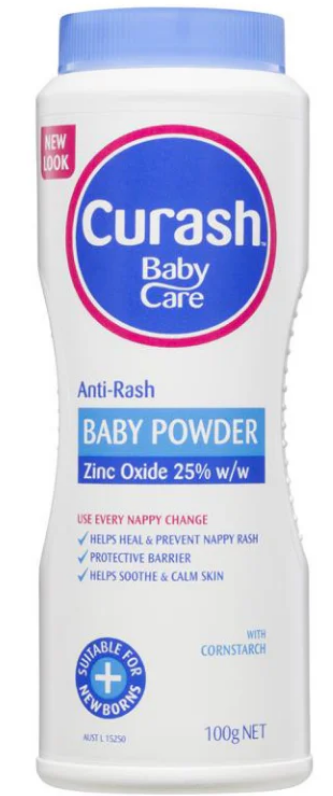 NEW
LOOK
Curash™
Baby
Care
Anti-Rash
BABY POWDER
Zinc Oxide 25% w/w
USE EVERY NAPPY CHANGE
✓ HELPS HEAL & PREVENT NAPPY RASH
✓ PROTECTIVE BARRIER
✓ HELPS SOOTHE & CALM SKIN
WITH
CORNSTARCH
SUITABLE FOR
NEWBORNS
AUST L 15250
100g NET